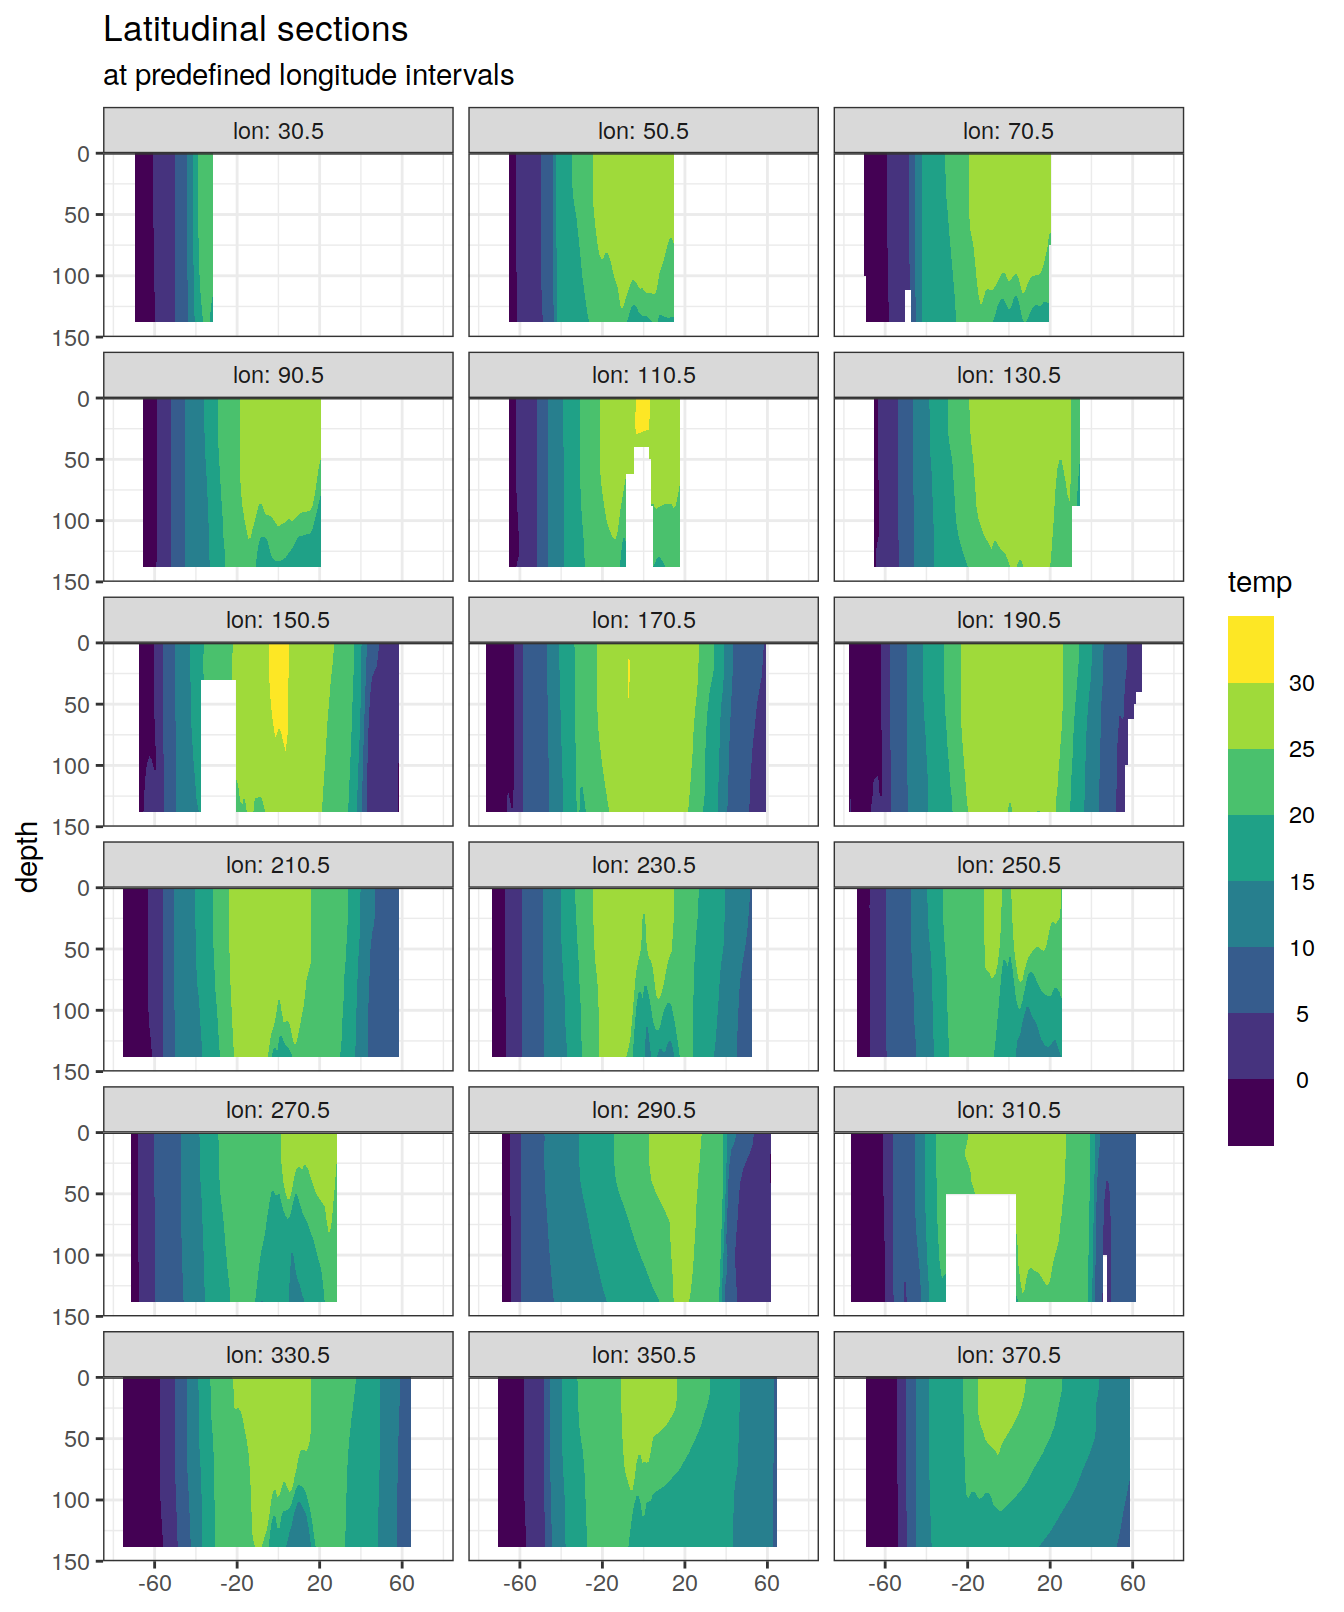 Latitudinal sections
at predefined longitude intervals
lon: 30.5 lon: 50.5 lon: 70.5
0
50
100
150
lon: 90.5 lon: 110.5 lon: 130.5
0
50
100
150
lon: 150.5 lon: 170.5 lon: 190.5
0
50
100
150
lon: 210.5 lon: 230.5 lon: 250.5
0
50
100
150
lon: 270.5 lon: 290.5 lon: 310.5
0
50
100
150
lon: 330.5 lon: 350.5 lon: 370.5
0
50
100
150
-60 -20 20 60 -60 -20 20 60 -60 -20 20 60
depth
temp
30
25
20
15
10
5
0